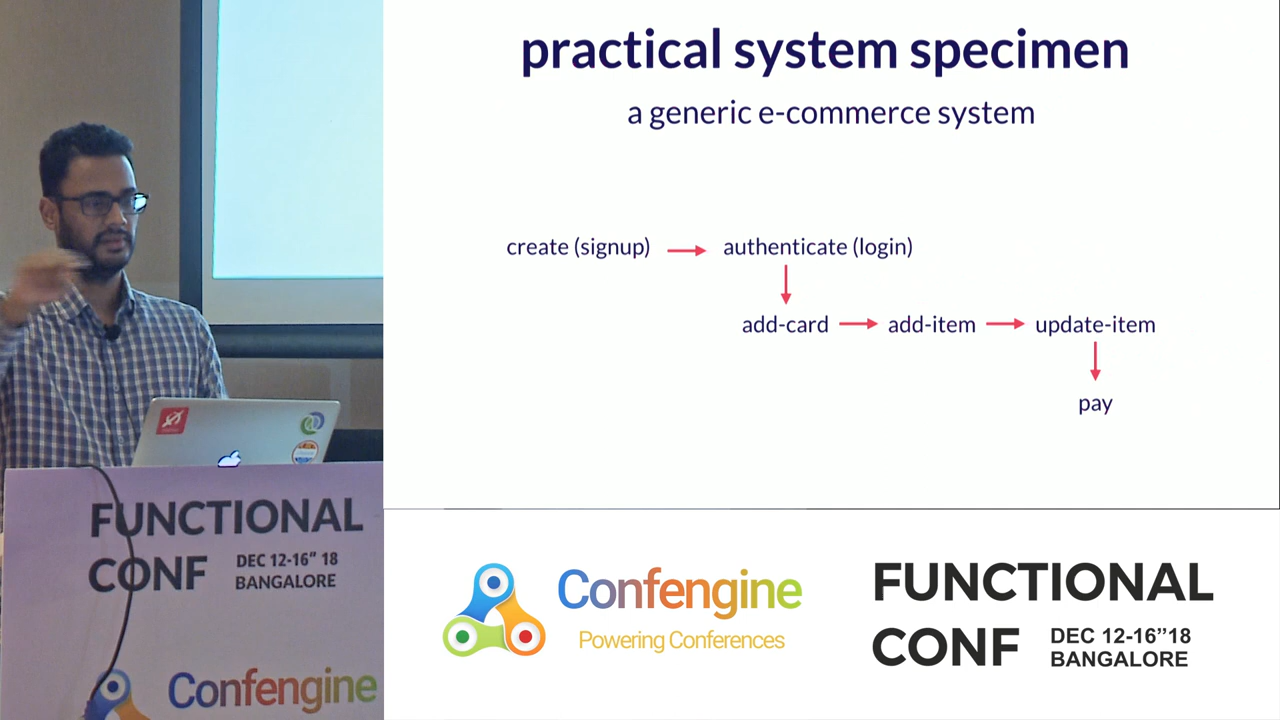 practical system specimen
a generic e-commerce system
create (signup)
authenticate (login)
add-card
add-item
update-item
pay
FUNCTIONAL
CONF
DEC 12-16” 18
BANGALORE
Confengine
Confengine
Powering Conferences
FUNCTIONAL
CONF
DEC 12-16”18
BANGALORE